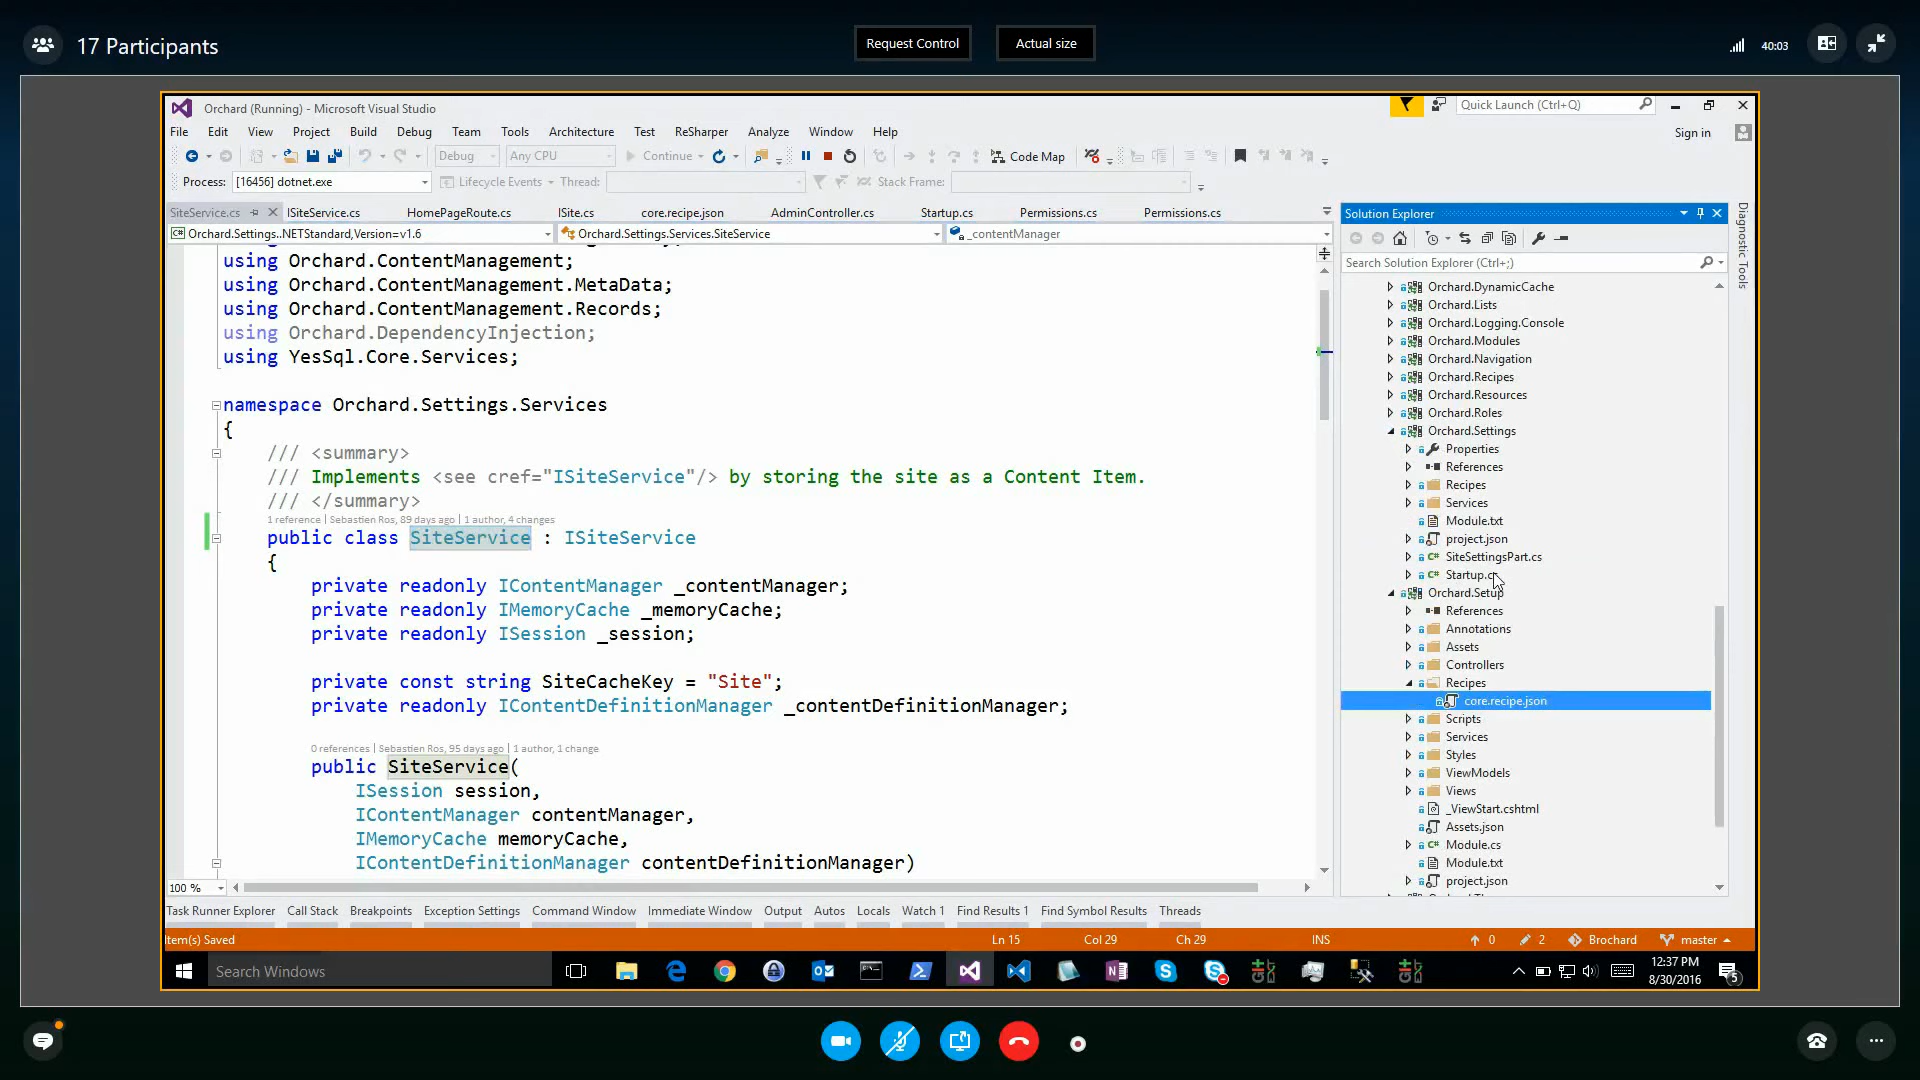 17 Participants
Request Control
Actual size
40:03
Orchard (Running) - Microsoft Visual Studio
Quick Launch (Ctrl+Q)
File Edit View Project Build Debug Team Tools Architecture Test ReSharper Analyze Window Help
Sign in
Debug Any CPU Continue Code Map
Process: [16456] dotnet.exe Lifecycle Events Thread: Stack Frame:
SiteService.cs ISiteService.cs HomePageRoute.cs ISite.cs core.recipe.json AdminController.cs Startup.cs Permissions.cs Permissions.cs
Orchard.Settings..NETStandard,Version=v1.6 Orchard.Settings.Services.SiteService _contentManager
using Orchard.ContentManagement;
using Orchard.ContentManagement.MetaData;
using Orchard.ContentManagement.Records;
using Orchard.DependencyInjection;
using YesSql.Core.Services;
namespace Orchard.Settings.Services
{
/// <summary>
/// Implements <see cref="ISiteService"/> by storing the site as a Content Item.
/// </summary>
1 reference | Sebastien Ros, 89 days ago | 1 author, 4 changes
public class SiteService : ISiteService
{
private readonly IContentManager _contentManager;
private readonly IMemoryCache _memoryCache;
private readonly ISession _session;
private const string SiteCacheKey = "Site";
private readonly IContentDefinitionManager _contentDefinitionManager;
0 references | Sebastien Ros, 95 days ago | 1 author, 1 change
public SiteService(
ISession session,
IContentManager contentManager,
IMemoryCache memoryCache,
IContentDefinitionManager contentDefinitionManager)
100 %
Solution Explorer
Search Solution Explorer (Ctrl+;)
Orchard.DynamicCache
Orchard.Lists
Orchard.Logging.Console
Orchard.Modules
Orchard.Navigation
Orchard.Recipes
Orchard.Resources
Orchard.Roles
Orchard.Settings
Properties
References
Recipes
Services
Module.txt
project.json
SiteSettingsPart.cs
Orchard.Setup
References
Annotations
Assets
Controllers
Recipes
core.recipe.json
Scripts
Services
Styles
ViewModels
Views
_ViewStart.cshtml
Assets.json
Module.cs
Module.txt
project.json
Diagnostic Tools
Task Runner Explorer Call Stack Breakpoints Exception Settings Command Window Immediate Window Output Autos Locals Watch 1 Find Results 1 Find Symbol Results Threads
Item(s) Saved Ln 15 Col 29 Ch 29 INS 0 2 Brochard master
Search Windows
12:37 PM
8/30/2016
5